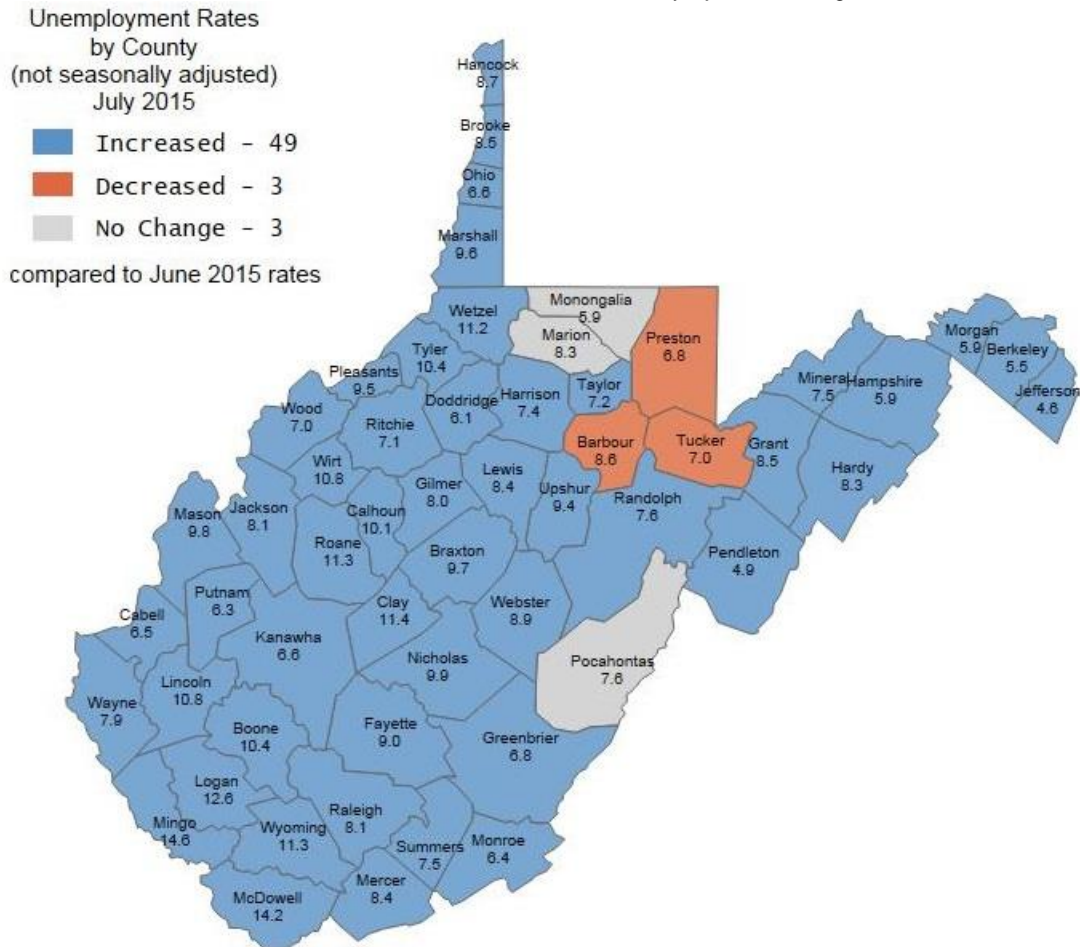 Unemployment Rates
by County
(not seasonally adjusted)
July 2015
Increased - 49
Decreased - 3
No Change - 3
compared to June 2015 rates
Hancock
8.7
Brooke
8.5
Ohio
6.6
Marshall
9.6
Wetzel
11.2
Monongalia
5.9
Marion
8.3
Preston
6.8
Tyler
10.4
Pleasants
9.5
Doddridge
6.1
Harrison
7.4
Taylor
7.2
Morgan
5.9
Berkeley
5.5
Jefferson
4.6
Mineral
7.5
Hampshire
5.9
Wood
7.0
Ritchie
7.1
Barbour
8.6
Tucker
7.0
Grant
8.5
Hardy
8.3
Wirt
10.8
Gilmer
8.0
Lewis
8.4
Upshur
9.4
Randolph
7.6
Mason
9.8
Jackson
8.1
Calhoun
10.1
Roane
11.3
Braxton
9.7
Pendleton
4.9
Putnam
6.3
Cabell
6.5
Clay
11.4
Webster
8.9
Kanawha
6.6
Nicholas
9.9
Pocahontas
7.6
Wayne
7.9
Lincoln
10.8
Boone
10.4
Fayette
9.0
Greenbrier
6.8
Logan
12.6
Mingo
14.6
Wyoming
11.3
Raleigh
8.1
Summers
7.5
Monroe
6.4
McDowell
14.2
Mercer
8.4